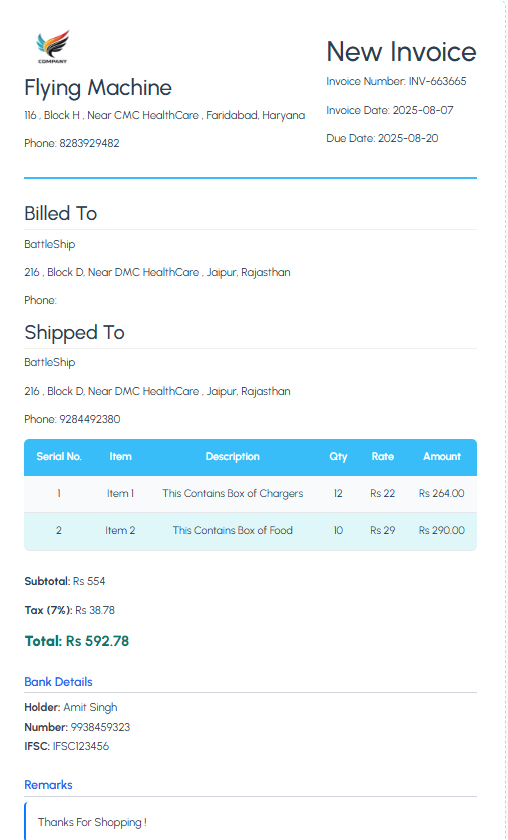 COMPANY
Flying Machine
116 , Block H , Near CMC HealthCare , Faridabad, Haryana
Phone: 8283929482
New Invoice
Invoice Number: INV-663665
Invoice Date: 2025-08-07
Due Date: 2025-08-20
Billed To
BattleShip
216 , Block D, Near DMC HealthCare , Jaipur, Rajasthan
Phone:
Shipped To
BattleShip
216 , Block D, Near DMC HealthCare , Jaipur, Rajasthan
Phone: 9284492380
Serial No. Item Description Qty Rate Amount
1 Item 1 This Contains Box of Chargers 12 Rs 22 Rs 264.00
2 Item 2 This Contains Box of Food 10 Rs 29 Rs 290.00
Subtotal: Rs 554
Tax (7%): Rs 38.78
Total: Rs 592.78
Bank Details
Holder: Amit Singh
Number: 9938459323
IFSC: IFSC123456
Remarks
Thanks For Shopping !